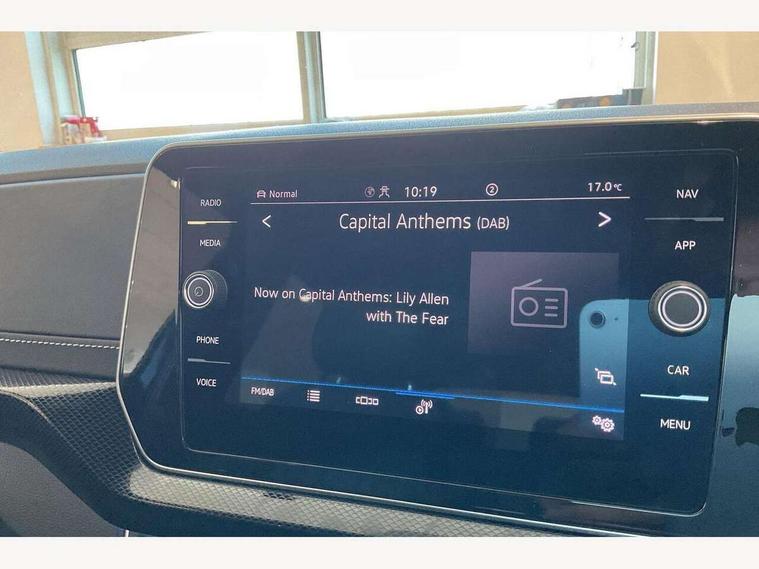 Normal
10:19
2
17.0°C
RADIO
MEDIA
PHONE
VOICE
< Capital Anthems (DAB) >
Now on Capital Anthems: Lily Allen
with The Fear
FM/DAB
NAV
APP
CAR
MENU